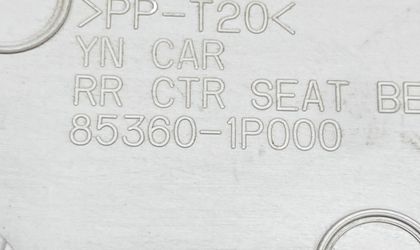 >PP-T20<
YN CAR
RR CTR SEAT BE
85360-1P000